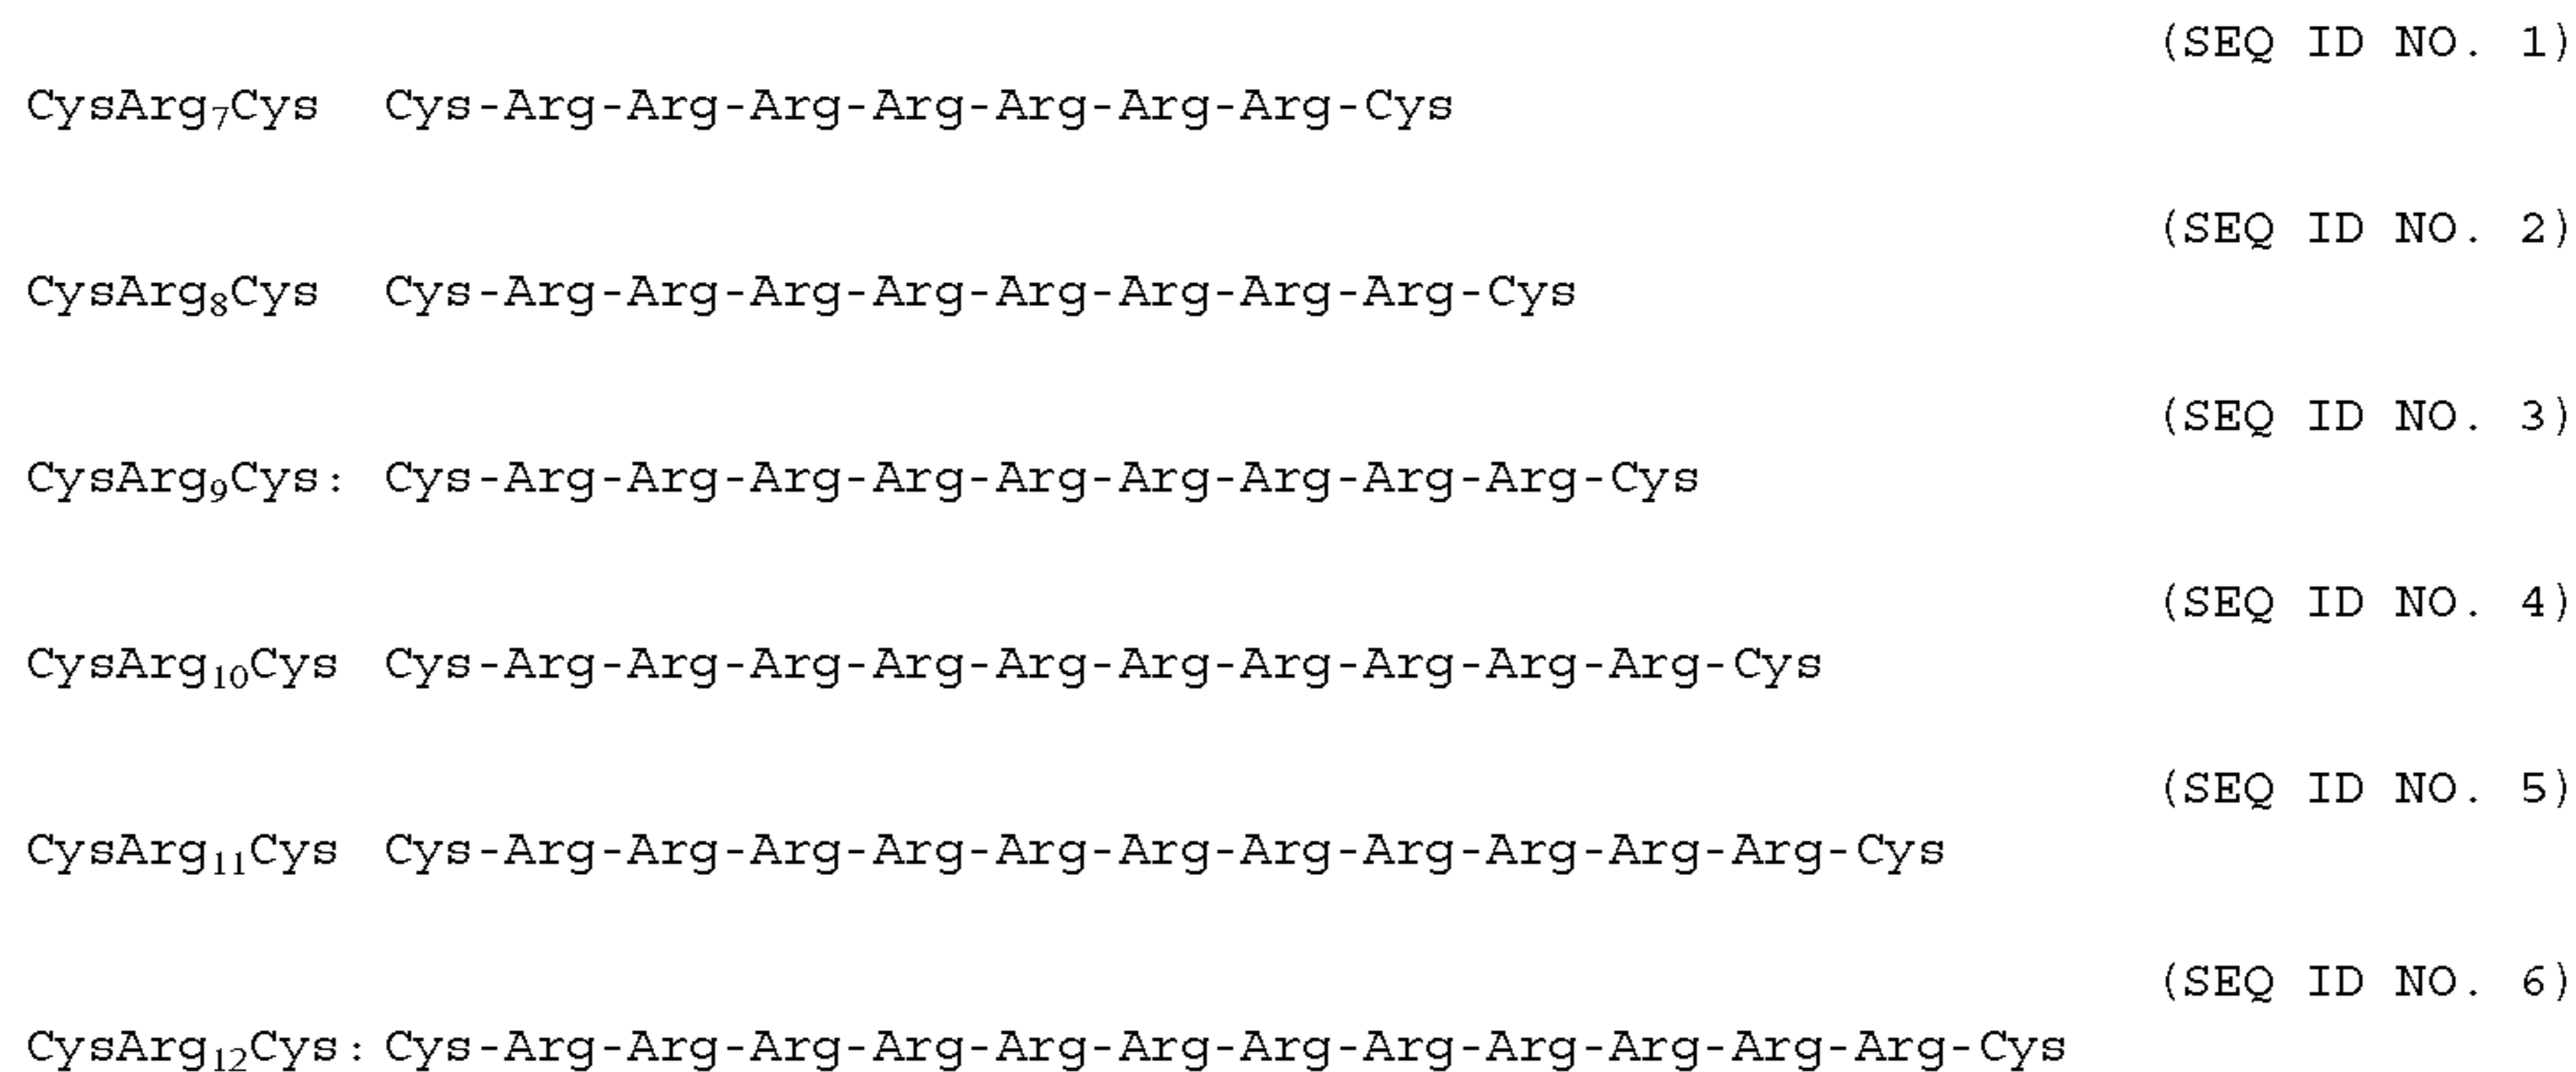 (SEQ ID NO. 1)
CysArg₇Cys Cys-Arg-Arg-Arg-Arg-Arg-Arg-Arg-Cys
(SEQ ID NO. 2)
CysArg₈Cys Cys-Arg-Arg-Arg-Arg-Arg-Arg-Arg-Arg-Cys
(SEQ ID NO. 3)
CysArg₉Cys: Cys-Arg-Arg-Arg-Arg-Arg-Arg-Arg-Arg-Arg-Cys
(SEQ ID NO. 4)
CysArg₁₀Cys Cys-Arg-Arg-Arg-Arg-Arg-Arg-Arg-Arg-Arg-Arg-Cys
(SEQ ID NO. 5)
CysArg₁₁Cys Cys-Arg-Arg-Arg-Arg-Arg-Arg-Arg-Arg-Arg-Arg-Arg-Cys
(SEQ ID NO. 6)
CysArg₁₂Cys: Cys-Arg-Arg-Arg-Arg-Arg-Arg-Arg-Arg-Arg-Arg-Arg-Arg-Cys